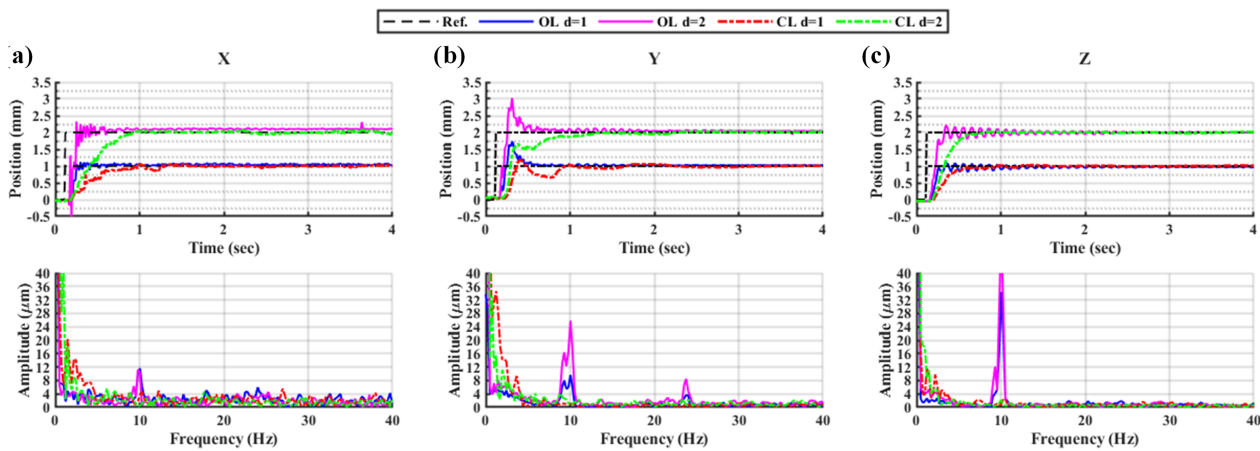 Ref. OL d=1 OL d=2 CL d=1 CL d=2
(a) X (b) Y (c) Z
3.5 3 2.5 2 1.5 1 0.5 0 -0.5
Position (mm)
0 1 2 3 4
Time (sec)
3.5 3 2.5 2 1.5 1 0.5 0 -0.5
Position (mm)
0 1 2 3 4
Time (sec)
3.5 3 2.5 2 1.5 1 0.5 0 -0.5
Position (mm)
0 1 2 3 4
Time (sec)
40 36 32 28 24 20 16 12 8 4 0
Amplitude (μm)
0 10 20 30 40
Frequency (Hz)
40 36 32 28 24 20 16 12 8 4 0
Amplitude (μm)
0 10 20 30 40
Frequency (Hz)
40 36 32 28 24 20 16 12 8 4 0
Amplitude (μm)
0 10 20 30 40
Frequency (Hz)